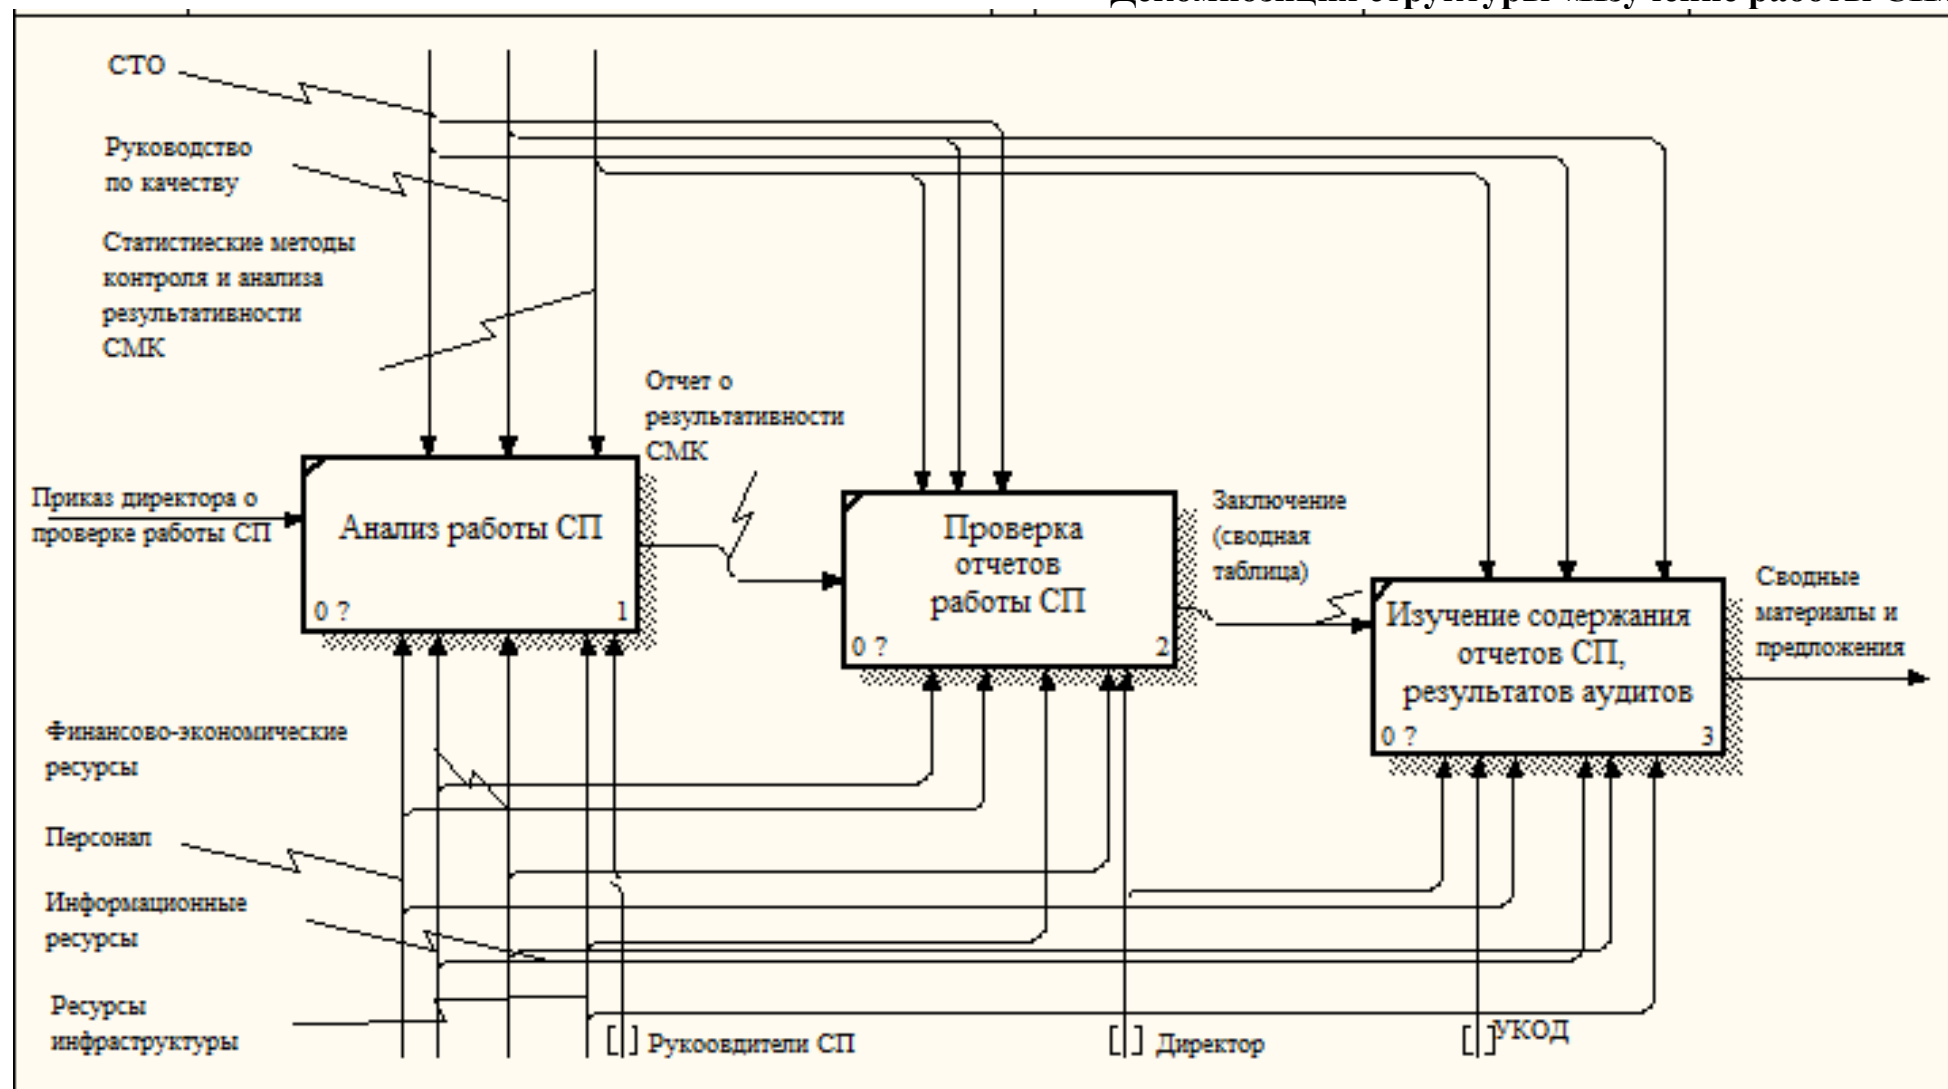 СТО
Руководство
по качеству
Статистиеские методы
контроля и анализа
результативности
СМК
Отчет о
результативности
СМК
Приказ директора о
проверке работы СП
Анализ работы СП
0 ?
1
Проверка
отчетов
работы СП
0 ?
2
Заключение
(сводная
таблица)
Изучение содержания
отчетов СП,
результатов аудитов
0 ?
3
Сводные
материалы и
предложения
Финансово-экономические
ресурсы
Персонал
Информационные
ресурсы
Ресурсы
инфраструктуры
Рукоовдители СП
Директор
УКОД